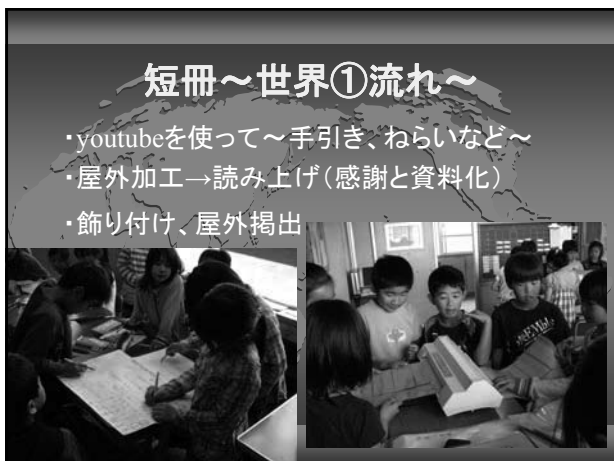 短冊～世界①流れ～
・youtubeを使って～手引き、ねらいなど～
・屋外加工→読み上げ（感謝と資料化）
・飾り付け、屋外掲出